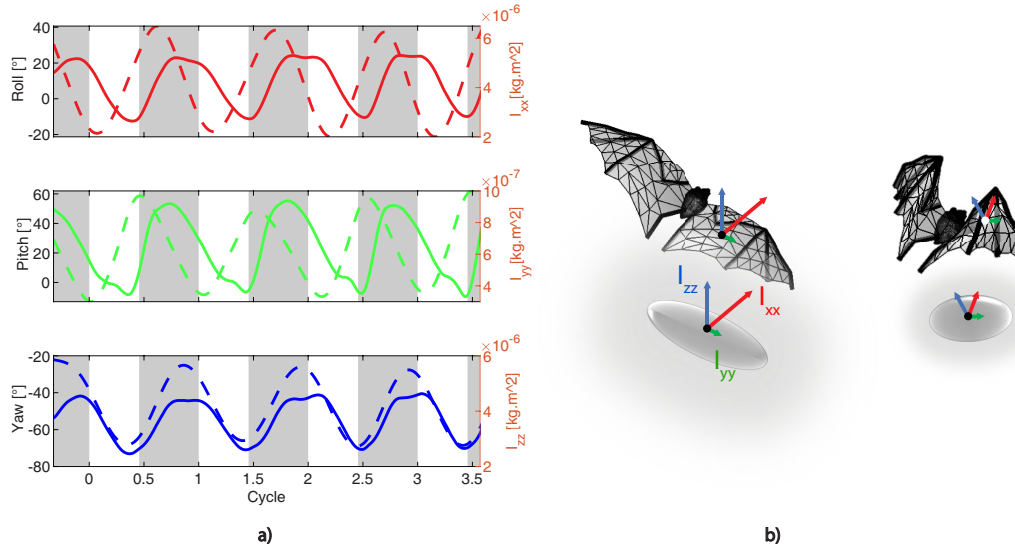 ×10^-6
40
20
0
-20
Roll [°]
6
4
2
I_xx [kg.m^2]
×10^-7
60
40
20
0
Pitch [°]
10
8
6
4
I_yy [kg.m^2]
×10^-6
-20
-40
-60
-80
Yaw [°]
6
4
2
I_zz [kg.m^2]
0 0.5 1 1.5 2 2.5 3 3.5
Cycle
a)
I_zz
I_xx
I_yy
b)